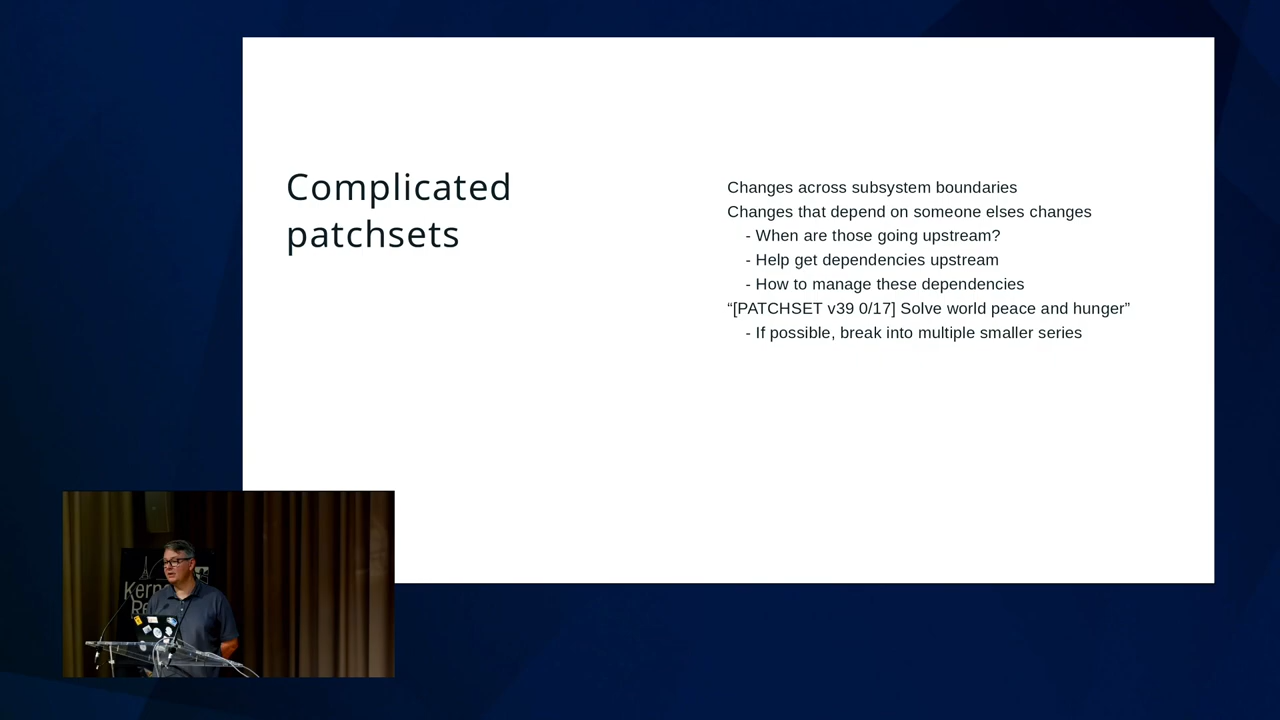 Complicated
patchsets
Changes across subsystem boundaries
Changes that depend on someone elses changes
- When are those going upstream?
- Help get dependencies upstream
- How to manage these dependencies
“[PATCHSET v39 0/17] Solve world peace and hunger”
- If possible, break into multiple smaller series